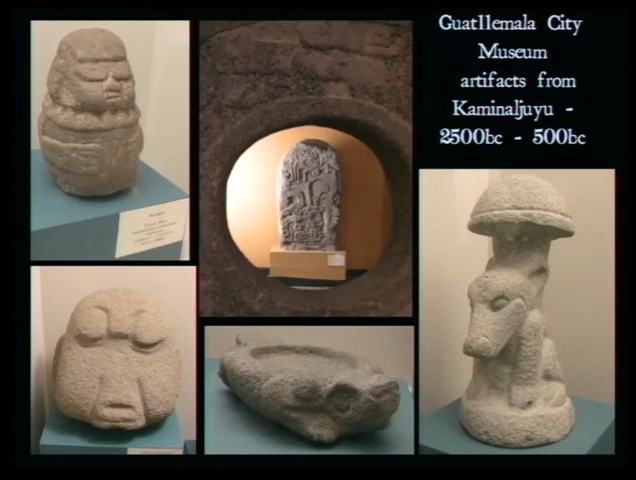 Guatllemala City
Museum
artifacts from
Kaminaljuyu -
2500bc - 500bc